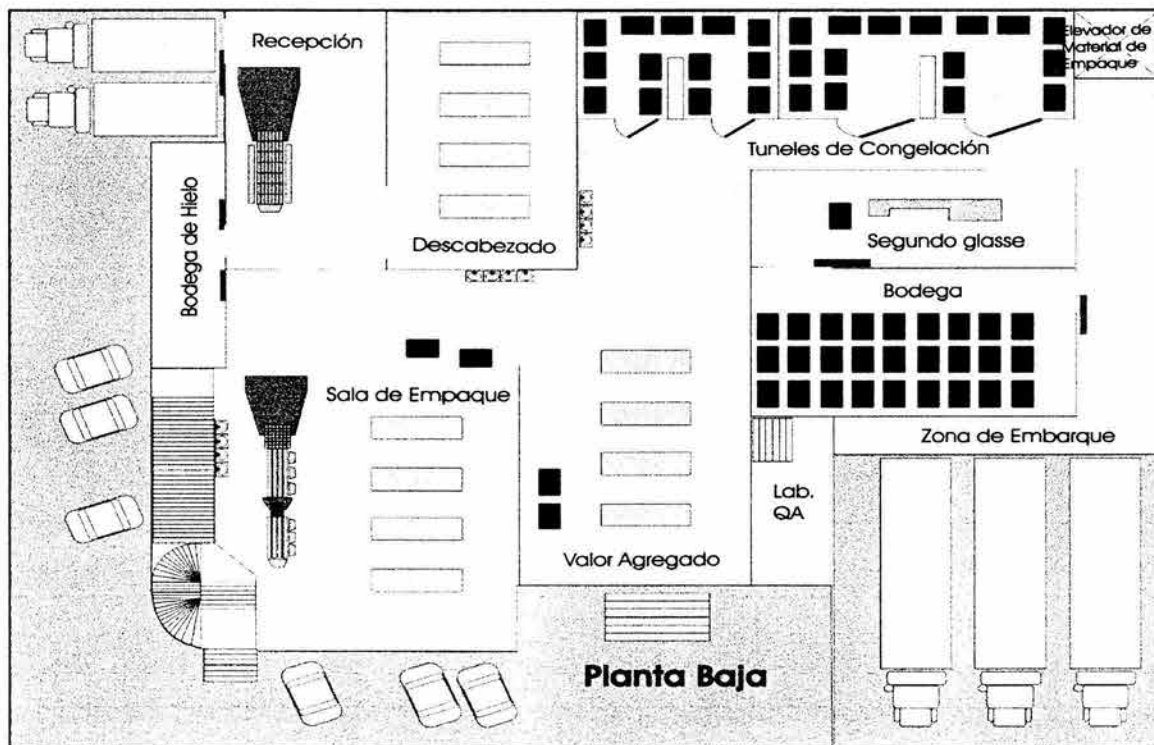 Recepción
Elevador de
Material de
Empaque
Tuneles de Congelación
Bodega de Hielo
Descabezado
Segundo glasse
Bodega
Sala de Empaque
Zona de Embarque
Lab.
QA
Valor Agregado
Planta Baja